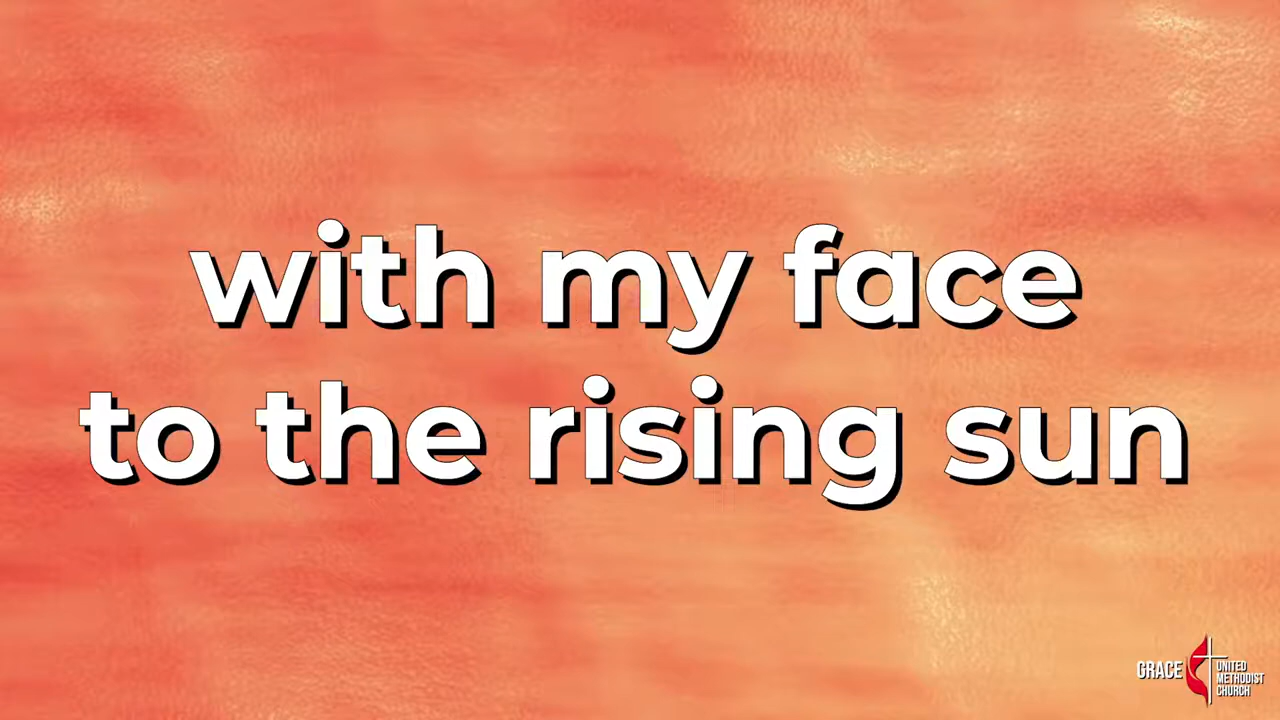 with my face
to the rising sun
GRACE
UNITED
METHODIST
CHURCH